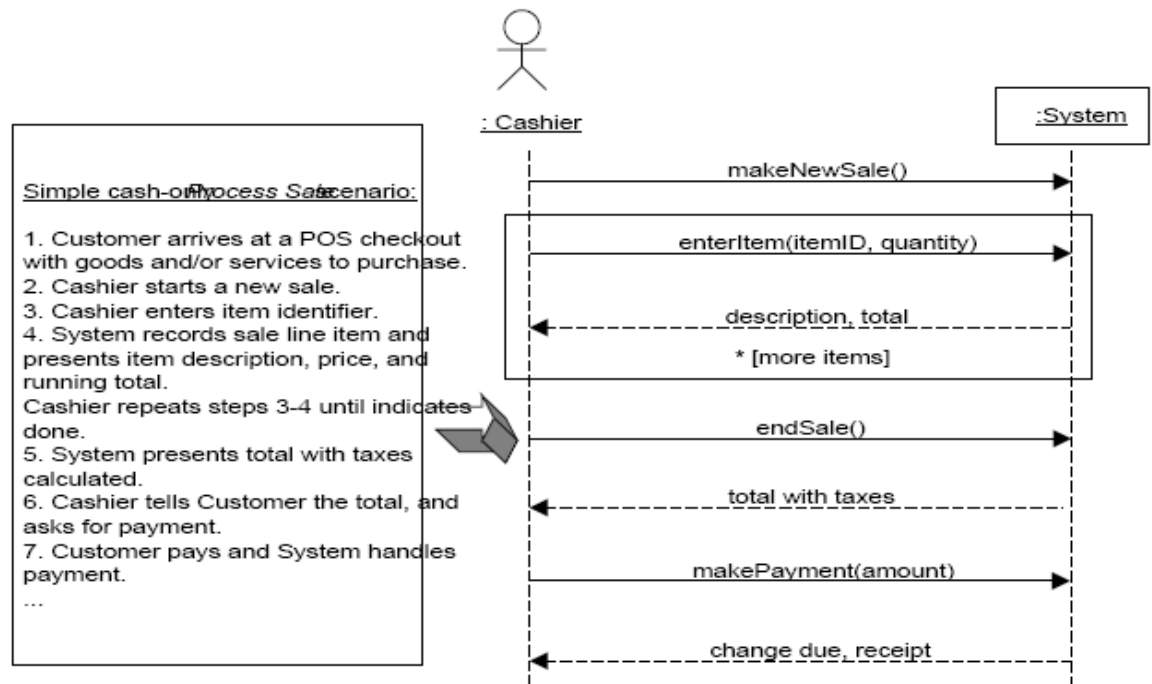 : Cashier
:System
Simple cash-only Process Sale scenario:
1. Customer arrives at a POS checkout
with goods and/or services to purchase.
2. Cashier starts a new sale.
3. Cashier enters item identifier.
4. System records sale line item and
presents item description, price, and
running total.
Cashier repeats steps 3-4 until indicates
done.
5. System presents total with taxes
calculated.
6. Cashier tells Customer the total, and
asks for payment.
7. Customer pays and System handles
payment.
...
makeNewSale()
enterItem(itemID, quantity)
description, total
* [more items]
endSale()
total with taxes
makePayment(amount)
change due, receipt